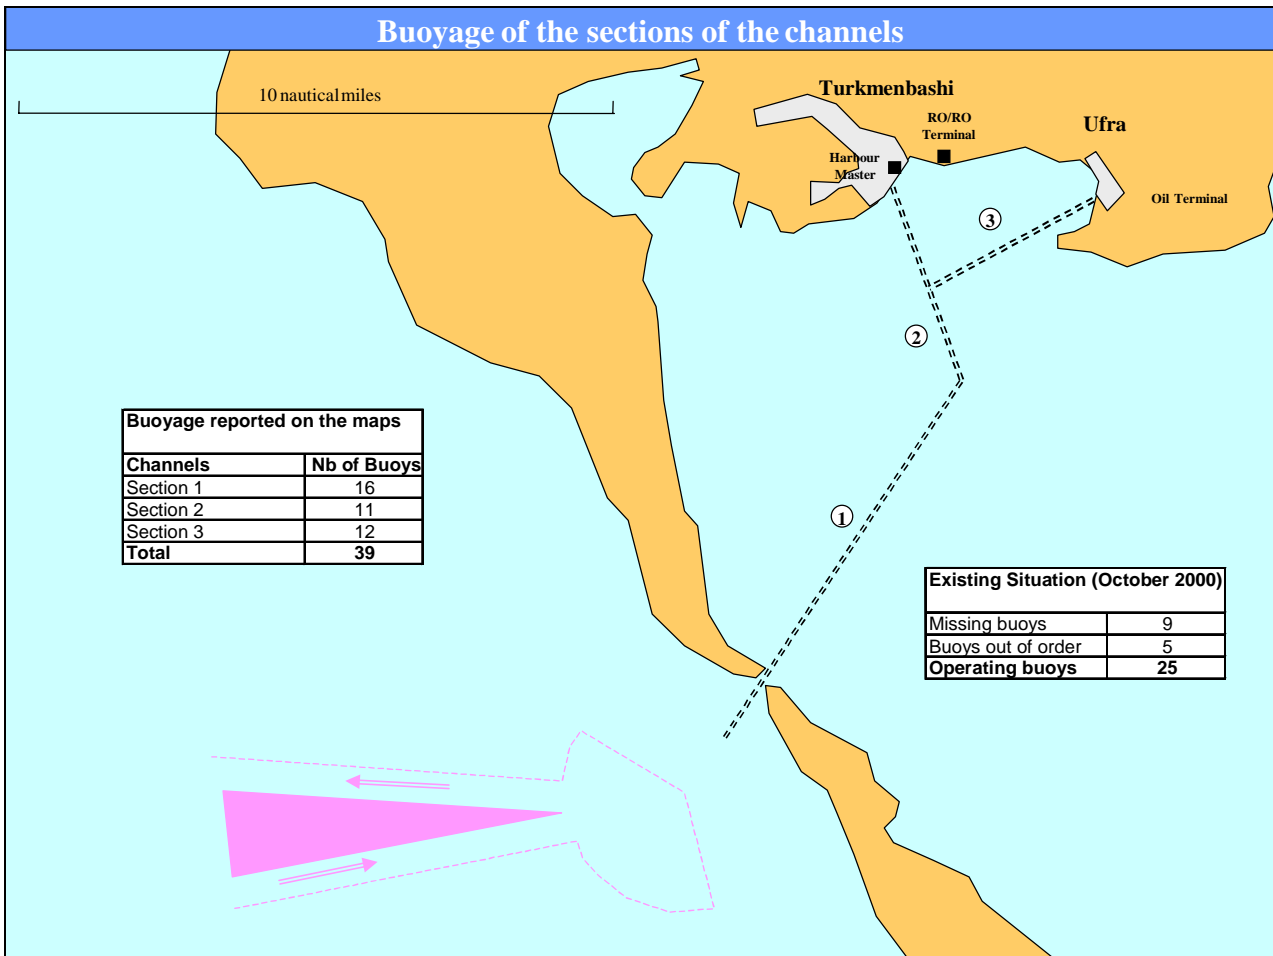 Buoyage of the sections of the channels
10 nautical miles
Turkmenbashi
RO/RO
Terminal
Ufra
Harbour
Master
Oil Terminal
3
2
1
Buoyage reported on the maps
Channels Nb of Buoys
Section 1 16
Section 2 11
Section 3 12
Total 39
Existing Situation (October 2000)
Missing buoys 9
Buoys out of order 5
Operating buoys 25